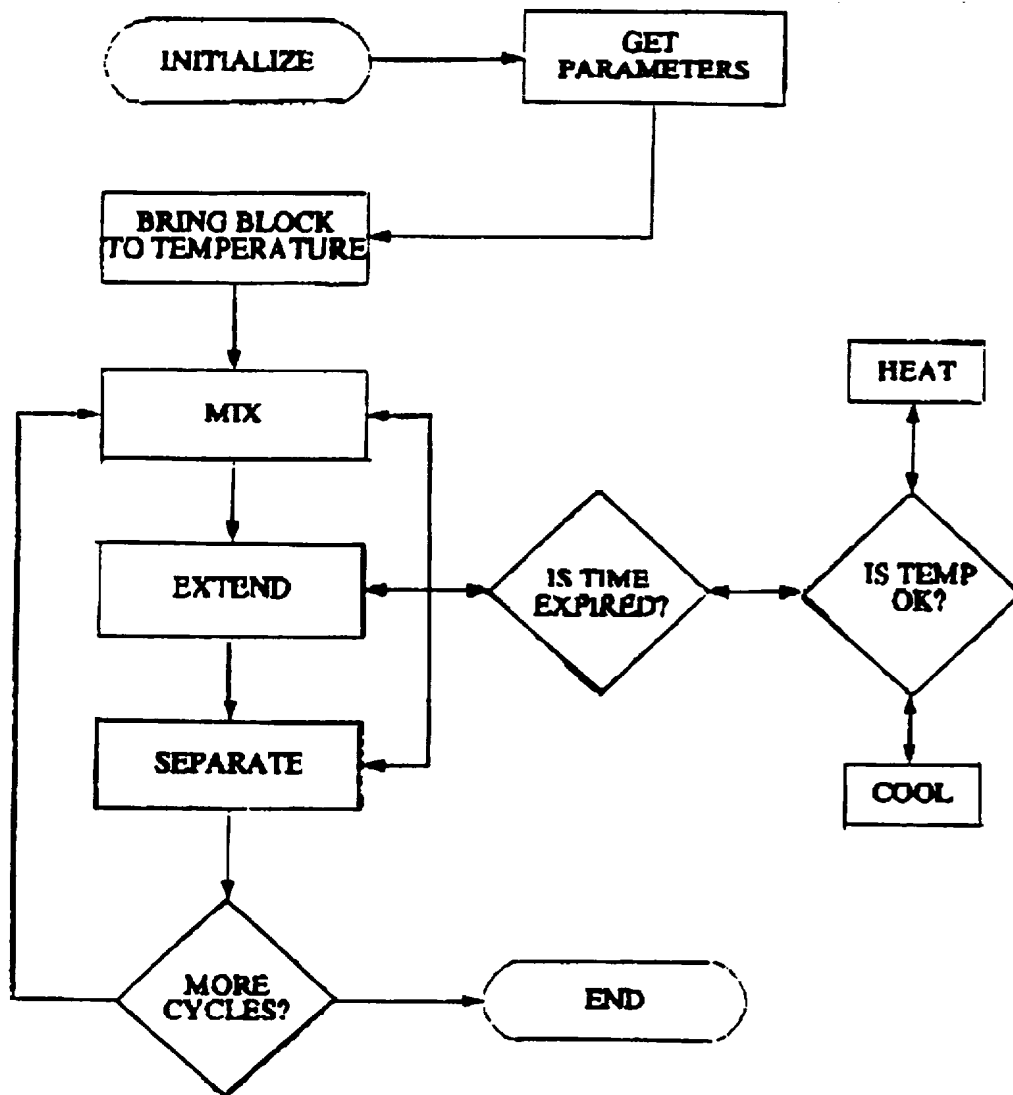 INITIALIZE
GET
PARAMETERS
BRING BLOCK
TO TEMPERATURE
HEAT
MIX
IS TIME
EXPIRED?
IS TEMP
OK?
EXTEND
SEPARATE
COOL
MORE
CYCLES?
END